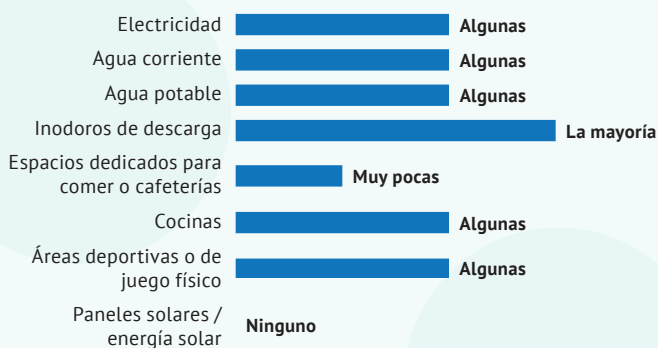 Electricidad Algunas
Agua corriente Algunas
Agua potable Algunas
Inodoros de descarga La mayoría
Espacios dedicados para
comer o cafeterías Muy pocas
Cocinas Algunas
Áreas deportivas o de
juego físico Algunas
Paneles solares /
energía solar Ninguno